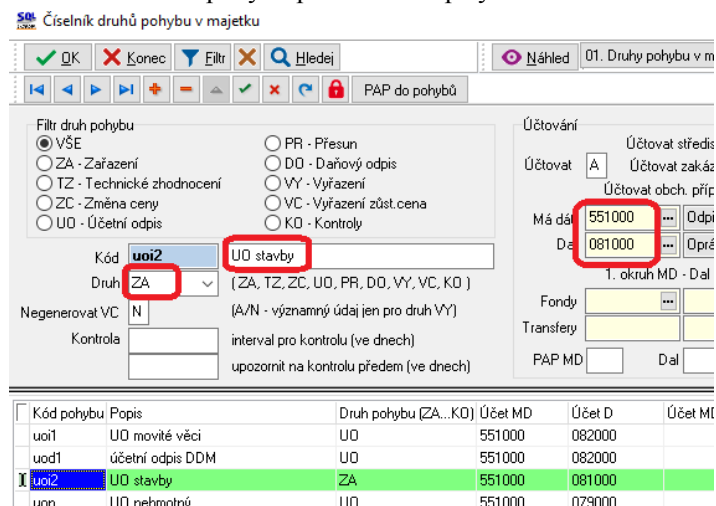 Číselník druhů pohybu v majetku
OK Konec Filtr Hledej Náhled 01. Druhy pohybu v m
PAP do pohybů
Filtr druh pohybu
VŠE PR - Přesun
ZA - Zařazení DO - Daňový odpis
TZ - Technické zhodnocení VY - Vyřazení
ZC - Změna ceny VC - Vyřazení zůst.cena
UO - Účetní odpis KO - Kontroly
Kód uoi2 UO stavby
Druh ZA ( ZA, TZ, ZC, UO, PR, DO, VY, VC, KO )
Negenerovat VC N (A/N - významný údaj jen pro druh VY)
Kontrola interval pro kontrolu (ve dnech)
upozornit na kontrolu předem (ve dnech)
Účtování
Účtovat středis
Účtovat A Účtovat zakáz
Účtovat obch. příp
Má dát 551000 ... Odpi
Dal 081000 ... Oprá
1. okruh MD - Dal
Fondy ...
Transfery
PAP MD Dal
Kód pohybu Popis Druh pohybu (ZA...KO) Účet MD Účet D Účet MD
uoi1 UO movité věci UO 551000 082000
uod1 účetní odpis DDM UO 551000 082000
uoi2 UO stavby ZA 551000 081000
uon UO nehmotný UO 551000 079000